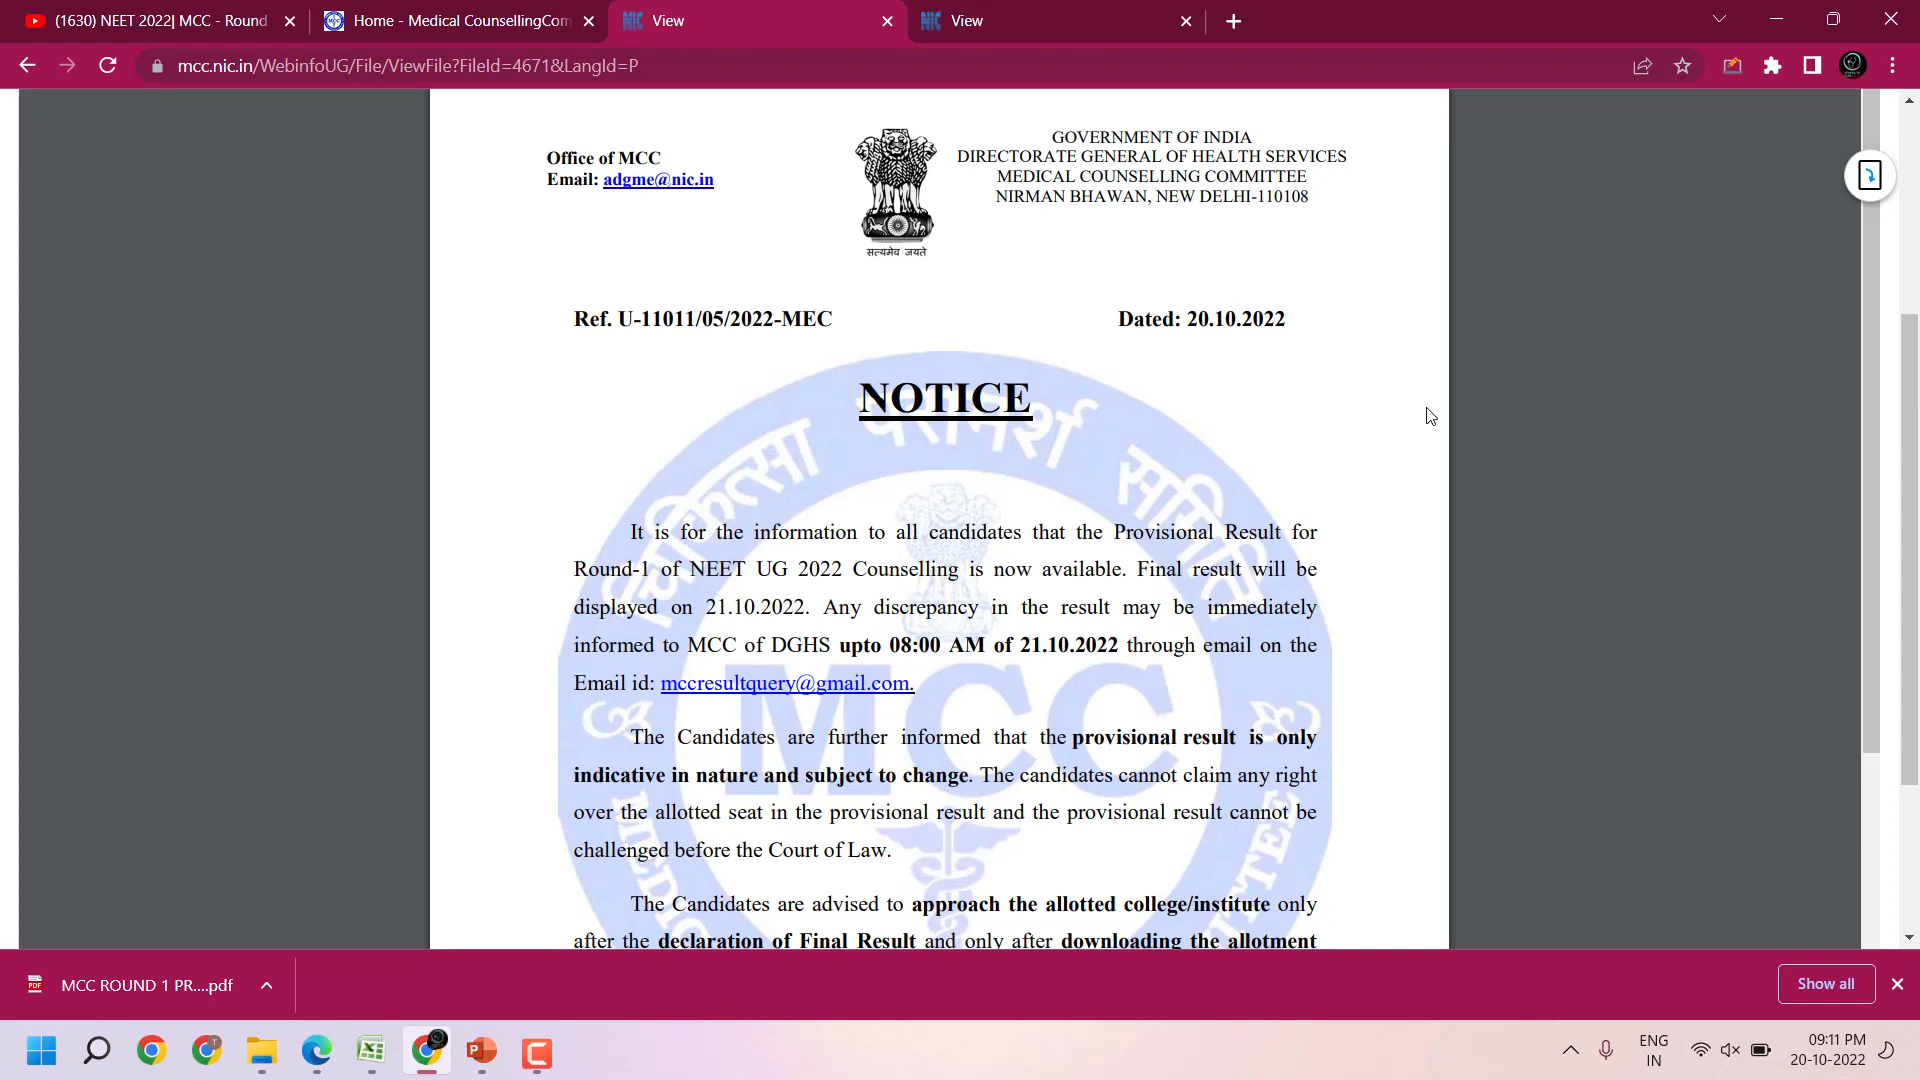 (1630) NEET 2022| MCC - Round
Home - Medical CounsellingCom
View
View
mcc.nic.in/WebinfoUG/File/ViewFile?FileId=4671&LangId=P
Office of MCC
Email: adgme@nic.in
सत्यमेव जयते
GOVERNMENT OF INDIA
DIRECTORATE GENERAL OF HEALTH SERVICES
MEDICAL COUNSELLING COMMITTEE
NIRMAN BHAWAN, NEW DELHI-110108
Ref. U-11011/05/2022-MEC
Dated: 20.10.2022
NOTICE
चिकित्सा परामर्श समिति
It is for the information to all candidates that the Provisional Result for
Round-1 of NEET UG 2022 Counselling is now available. Final result will be
displayed on 21.10.2022. Any discrepancy in the result may be immediately
informed to MCC of DGHS upto 08:00 AM of 21.10.2022 through email on the
Email id: mccresultquery@gmail.com.
MCC
The Candidates are further informed that the provisional result is only
indicative in nature and subject to change. The candidates cannot claim any right
over the allotted seat in the provisional result and the provisional result cannot be
challenged before the Court of Law.
The Candidates are advised to approach the allotted college/institute only
after the declaration of Final Result and only after downloading the allotment
MCC ROUND 1 PR....pdf
Show all
ENG
IN
09:11 PM
20-10-2022